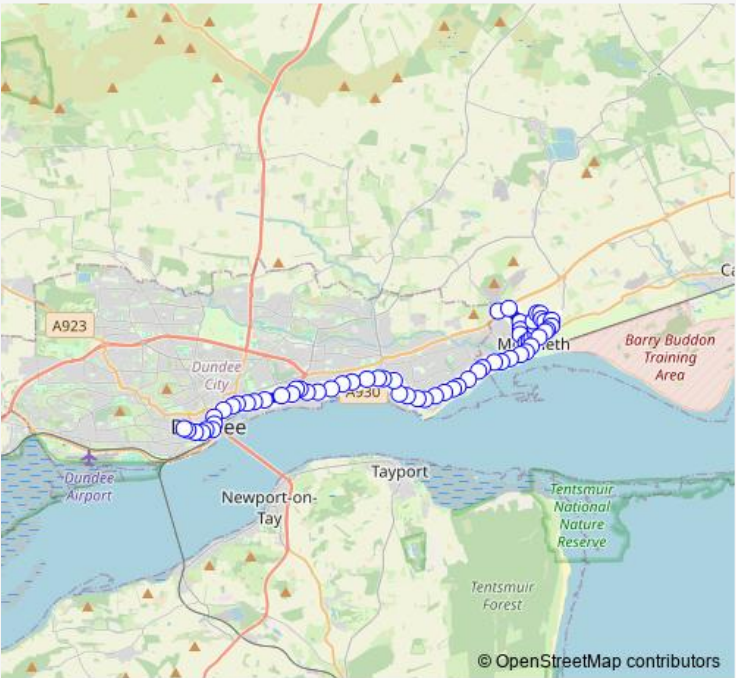 Ca
A923
Barry Buddon
Training
Area
Dundee
City
A930
Dundee
Airport
Tayport
Newport-on-
Tay
Tentsmuir
National
Nature
Reserve
Tentsmuir
Forest
© OpenStreetMap contributors